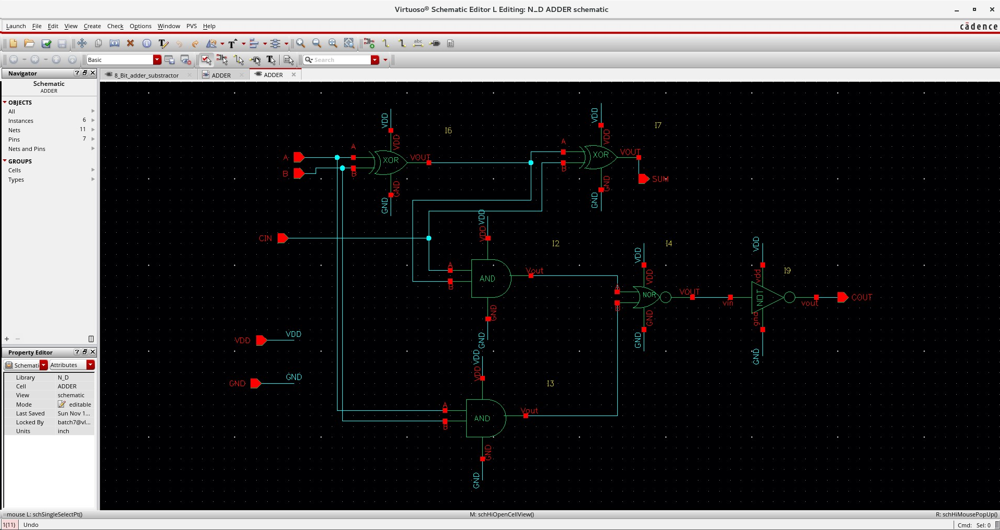 Virtuoso® Schematic Editor L Editing: N_D ADDER schematic
Launch File Edit View Create Check Options Window PVS Help
cādence
abc
Basic
Search
Navigator
8_Bit_adder_substractor
ADDER
ADDER
Schematic
ADDER
OBJECTS
All
Instances 6
Nets 11
Pins 7
Nets and Pins
GROUPS
Cells
Types
Property Editor
Schemati
Attributes
Library N_D
Cell ADDER
View schematic
Mode editable
Last Saved Sun Nov 1...
Locked By batch7@vl...
Units inch
VDD
VDD
I6
A
A
XOR
VOUT
B
B
GND
GND
VDD
VDD
I7
A
XOR
VOUT
B
SUM
GND
GND
CIN
VDD
VDD
I2
A
AND
Vout
B
GND
GND
VDD
VDD
I4
A
NOR
VOUT
B
GND
GND
VDD
vdd
I9
vin
NOT
vout
COUT
gnd
GND
VDD
VDD
GND
GND
VDD
VDD
I3
A
AND
Vout
B
GND
GND
mouse L: schSingleSelectPt()
M: schHiOpenCellView()
R: schHiMousePopUp()
1(11) Undo
Cmd: Sel: 0